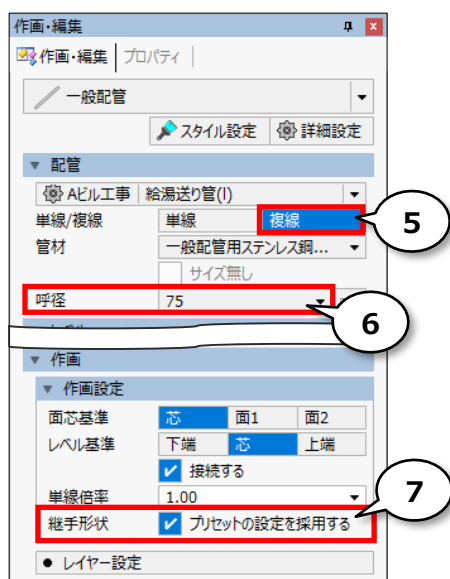 作画・編集
作画・編集 プロパティ
一般配管
スタイル設定 詳細設定
▼ 配管
Aビル工事 給湯送り管(I)
単線/複線 単線 複線 5
管材 一般配管用ステンレス鋼...
サイズ無し
呼径 75
6
▼ 作画
▼ 作画設定
面芯基準 芯 面1 面2
レベル基準 下端 芯 上端
接続する
単線倍率 1.00
7
継手形状 プリセットの設定を採用する
● レイヤー設定